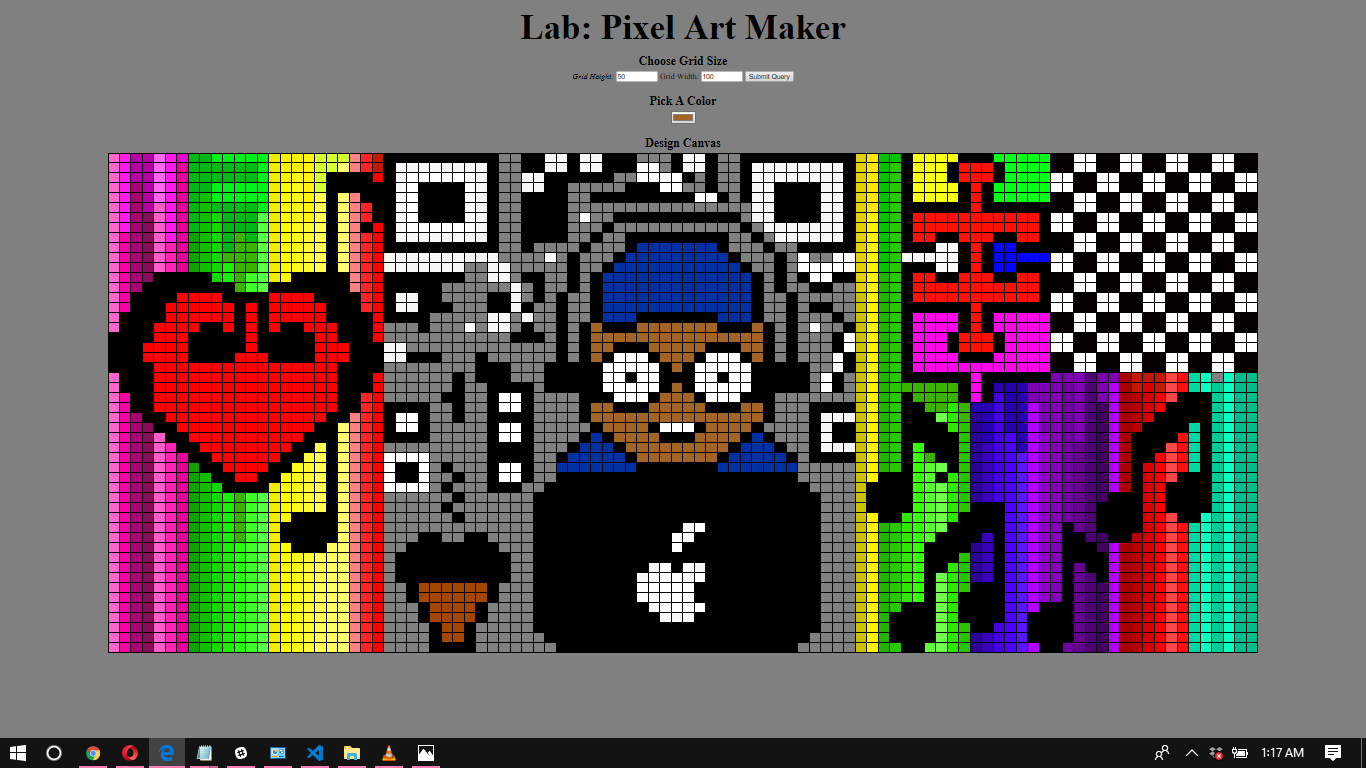 Lab: Pixel Art Maker
Choose Grid Size
Grid Height: 50 Grid Width: 100 Submit Query
Pick A Color
Design Canvas
1:17 AM